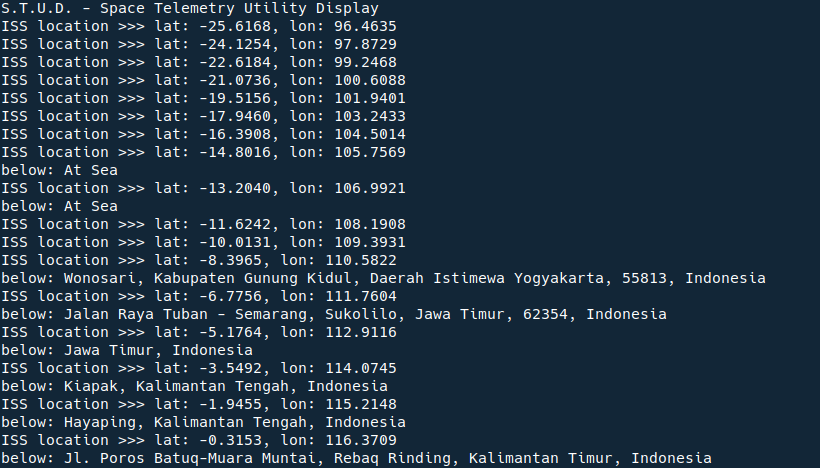 S.T.U.D. - Space Telemetry Utility Display
ISS location >>> lat: -25.6168, lon: 96.4635
ISS location >>> lat: -24.1254, lon: 97.8729
ISS location >>> lat: -22.6184, lon: 99.2468
ISS location >>> lat: -21.0736, lon: 100.6088
ISS location >>> lat: -19.5156, lon: 101.9401
ISS location >>> lat: -17.9460, lon: 103.2433
ISS location >>> lat: -16.3908, lon: 104.5014
ISS location >>> lat: -14.8016, lon: 105.7569
below: At Sea
ISS location >>> lat: -13.2040, lon: 106.9921
below: At Sea
ISS location >>> lat: -11.6242, lon: 108.1908
ISS location >>> lat: -10.0131, lon: 109.3931
ISS location >>> lat: -8.3965, lon: 110.5822
below: Wonosari, Kabupaten Gunung Kidul, Daerah Istimewa Yogyakarta, 55813, Indonesia
ISS location >>> lat: -6.7756, lon: 111.7604
below: Jalan Raya Tuban - Semarang, Sukolilo, Jawa Timur, 62354, Indonesia
ISS location >>> lat: -5.1764, lon: 112.9116
below: Jawa Timur, Indonesia
ISS location >>> lat: -3.5492, lon: 114.0745
below: Kiapak, Kalimantan Tengah, Indonesia
ISS location >>> lat: -1.9455, lon: 115.2148
below: Hayaping, Kalimantan Tengah, Indonesia
ISS location >>> lat: -0.3153, lon: 116.3709
below: Jl. Poros Batuq-Muara Muntai, Rebaq Rinding, Kalimantan Timur, Indonesia